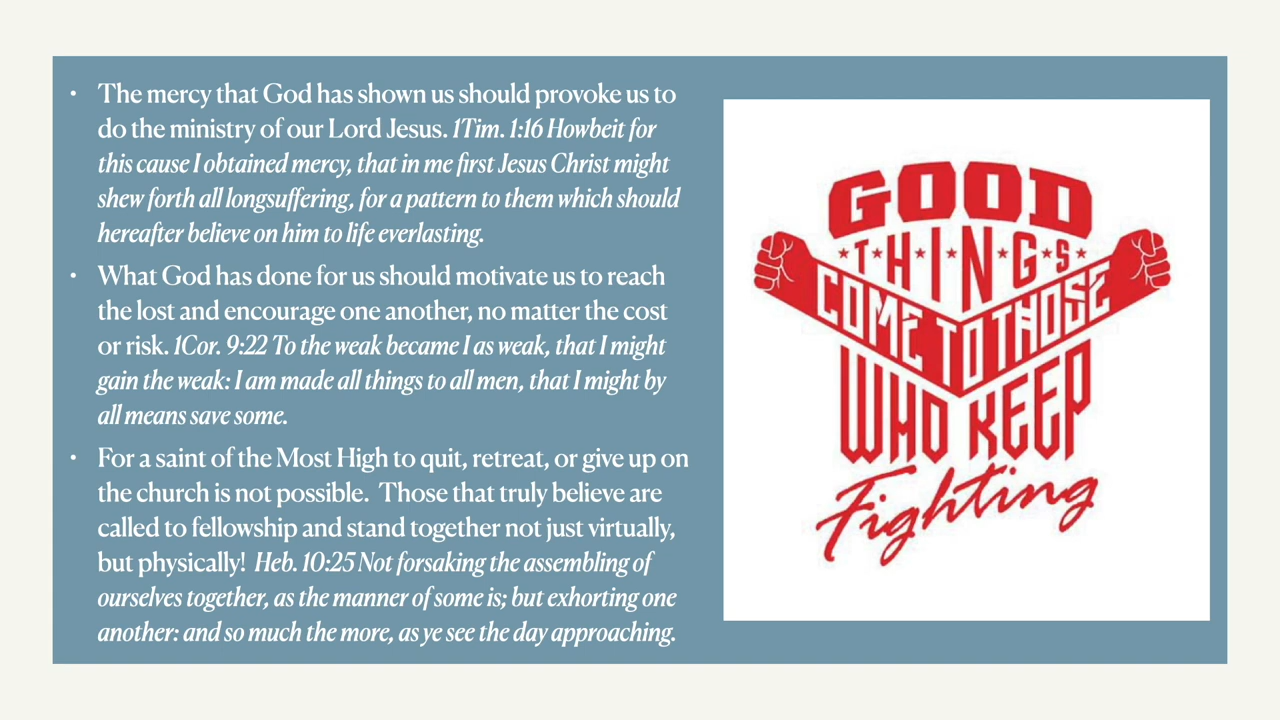 • The mercy that God has shown us should provoke us to
do the ministry of our Lord Jesus. 1Tim. 1:16 Howbeit for
this cause I obtained mercy, that in me first Jesus Christ might
shew forth all longsuffering, for a pattern to them which should
hereafter believe on him to life everlasting.
• What God has done for us should motivate us to reach
the lost and encourage one another, no matter the cost
or risk. 1Cor. 9:22 To the weak became I as weak, that I might
gain the weak: I am made all things to all men, that I might by
all means save some.
• For a saint of the Most High to quit, retreat, or give up on
the church is not possible.  Those that truly believe are
called to fellowship and stand together not just virtually,
but physically!  Heb. 10:25 Not forsaking the assembling of
ourselves together, as the manner of some is; but exhorting one
another: and so much the more, as ye see the day approaching.
GOOD
THINGS
COME TO THOSE
WHO KEEP
Fighting